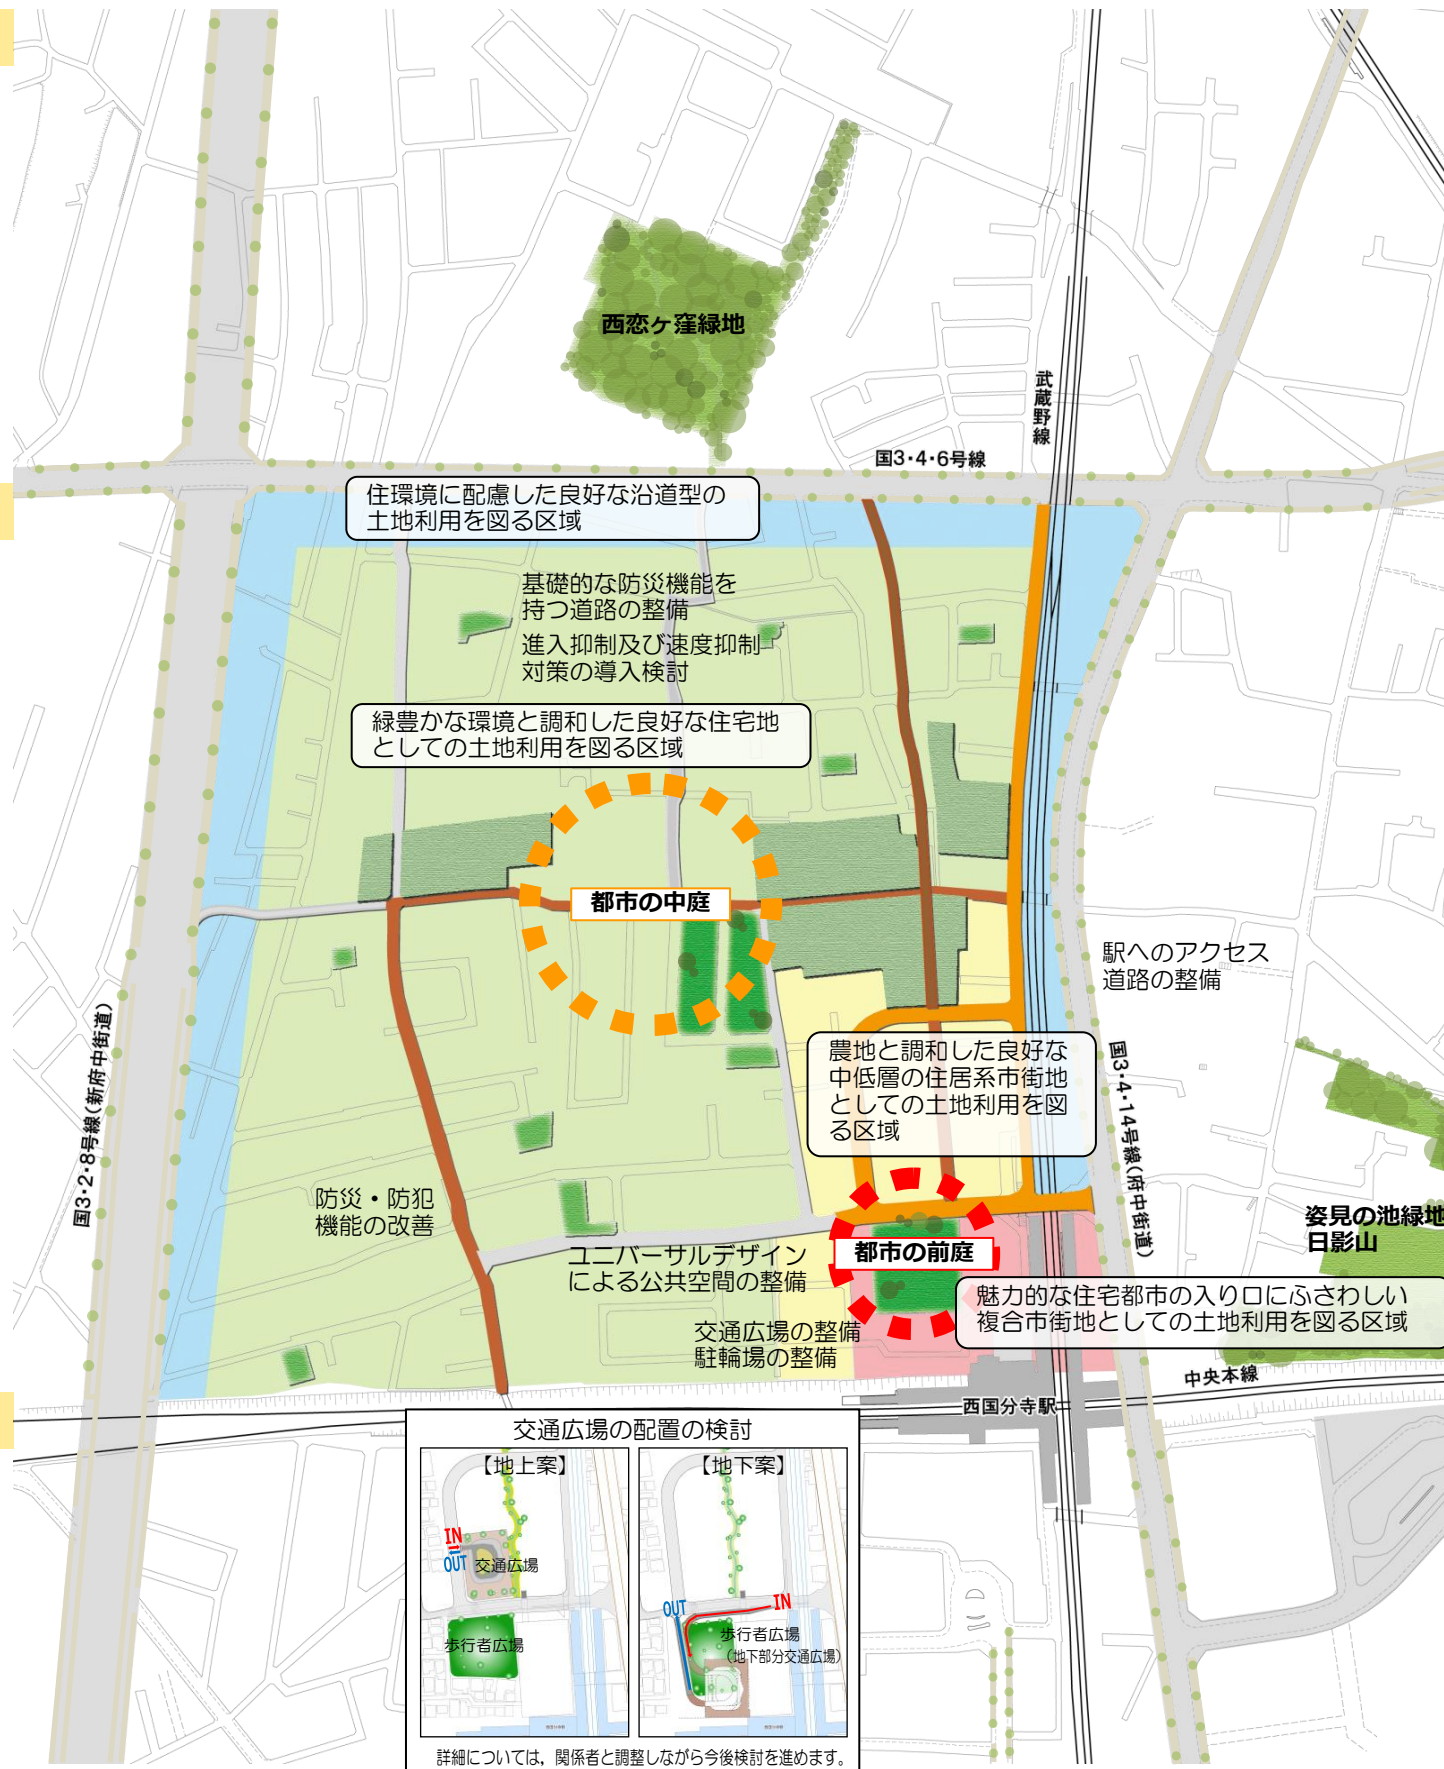 西恋ヶ窪緑地
武蔵野線
国3・4・6号線
住環境に配慮した良好な沿道型の
土地利用を図る区域
基礎的な防災機能を
持つ道路の整備
進入抑制及び速度抑制
対策の導入検討
緑豊かな環境と調和した良好な住宅地
としての土地利用を図る区域
都市の中庭
駅へのアクセス
道路の整備
国3・2・8号線(新府中街道)
農地と調和した良好な
中低層の住居系市街地
としての土地利用を図
る区域
国3・4・14号線(府中街道)
防災・防犯
機能の改善
姿見の池緑地
日影山
都市の前庭
ユニバーサルデザイン
による公共空間の整備
魅力的な住宅都市の入り口にふさわしい
複合市街地としての土地利用を図る区域
交通広場の整備
駐輪場の整備
中央本線
西国分寺駅
交通広場の配置の検討
【地上案】
IN
OUT
交通広場
歩行者広場
【地下案】
OUT
IN
歩行者広場
(地下部分交通広場)
詳細については，関係者と調整しながら今後検討を進めます。